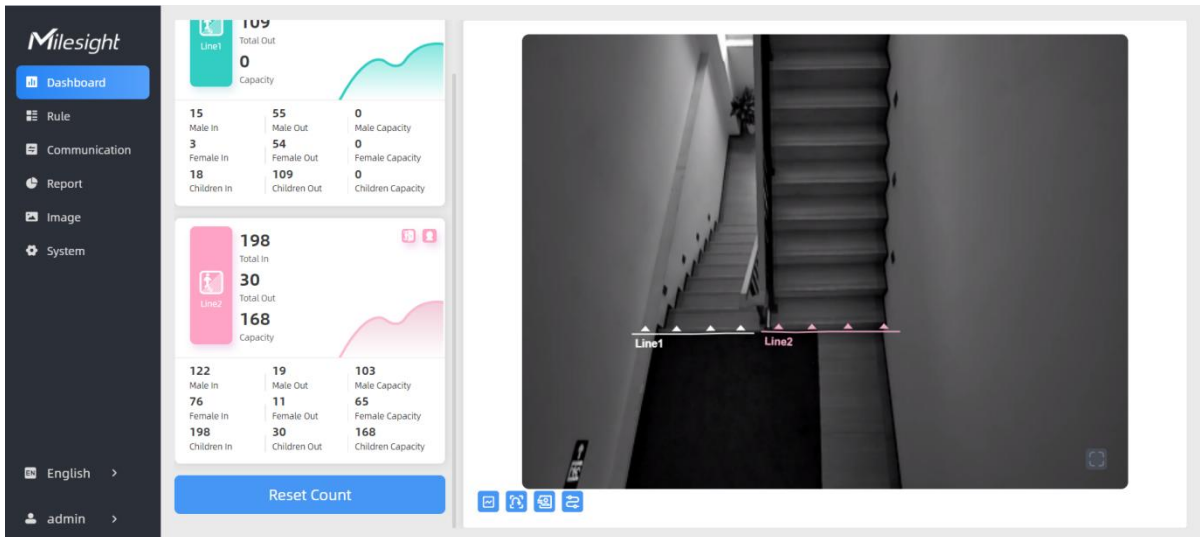 Milesight
Dashboard
Rule
Communication
Report
Image
System
English
admin
Line1
109
Total Out
0
Capacity
15 55 0
Male In Male Out Male Capacity
3 54 0
Female In Female Out Female Capacity
18 109 0
Children In Children Out Children Capacity
Line2
198
Total In
30
Total Out
168
Capacity
122 19 103
Male In Male Out Male Capacity
76 11 65
Female In Female Out Female Capacity
198 30 168
Children In Children Out Children Capacity
Reset Count
Line1
Line2